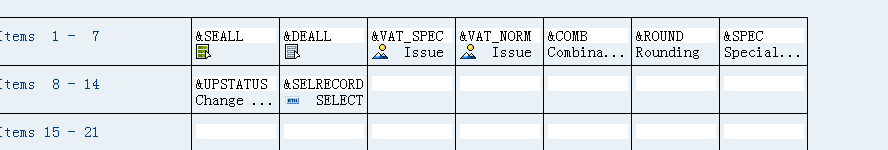 Items 1 - 7 &SEALL &DEALL &VAT_SPEC &VAT_NORM &COMB &ROUND &SPEC
Issue Issue Combina... Rounding Special...
Items 8 - 14 &UPSTATUS &SELRECORD
Change ... SELECT
Items 15 - 21